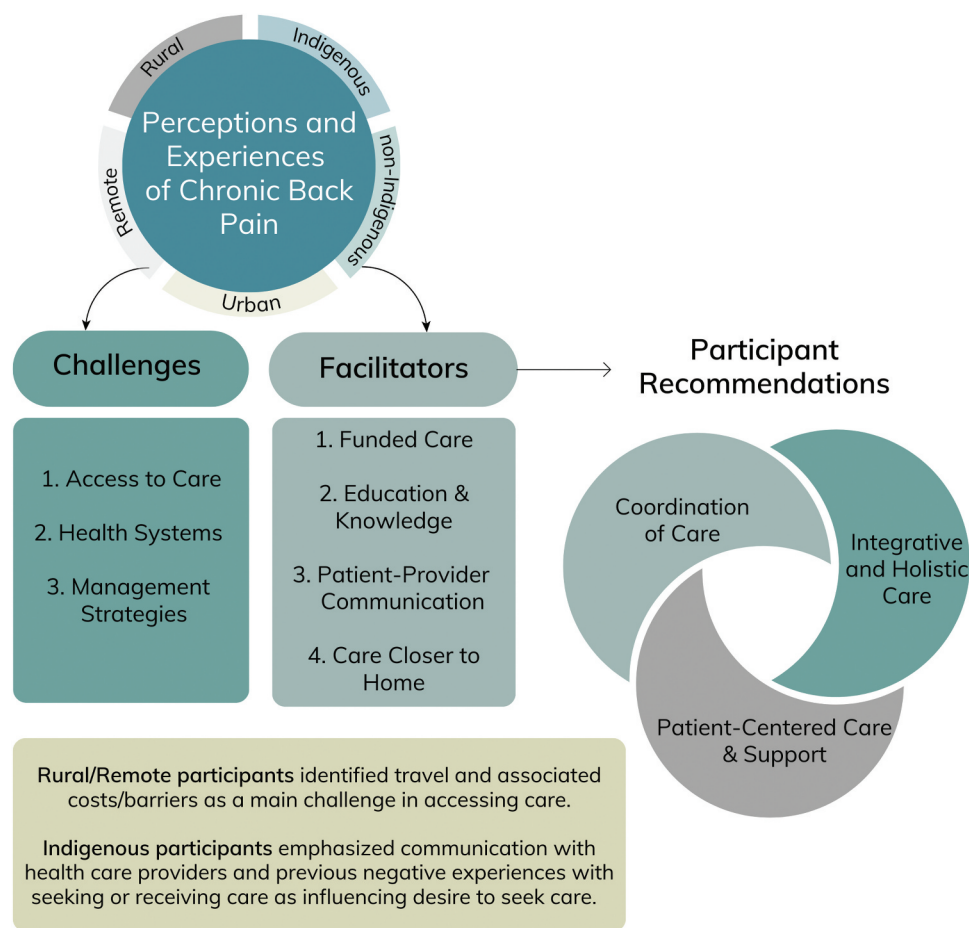 Rural
Indigenous
non-Indigenous
Remote
Urban
Perceptions and
Experiences
of Chronic Back
Pain
Challenges
1. Access to Care
2. Health Systems
3. Management
Strategies
Facilitators
1. Funded Care
2. Education &
Knowledge
3. Patient-Provider
Communication
4. Care Closer to
Home
Participant
Recommendations
Coordination
of Care
Integrative
and Holistic
Care
Patient-Centered Care
& Support
Rural/Remote participants identified travel and associated
costs/barriers as a main challenge in accessing care.
Indigenous participants emphasized communication with
health care providers and previous negative experiences with
seeking or receiving care as influencing desire to seek care.